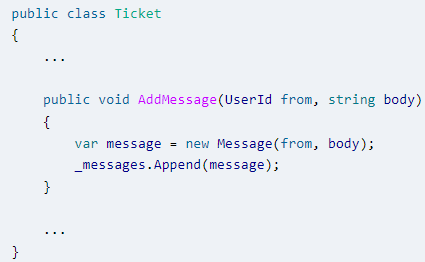 public class Ticket
{
...
public void AddMessage(UserId from, string body)
{
var message = new Message(from, body);
_messages.Append(message);
}
...
}